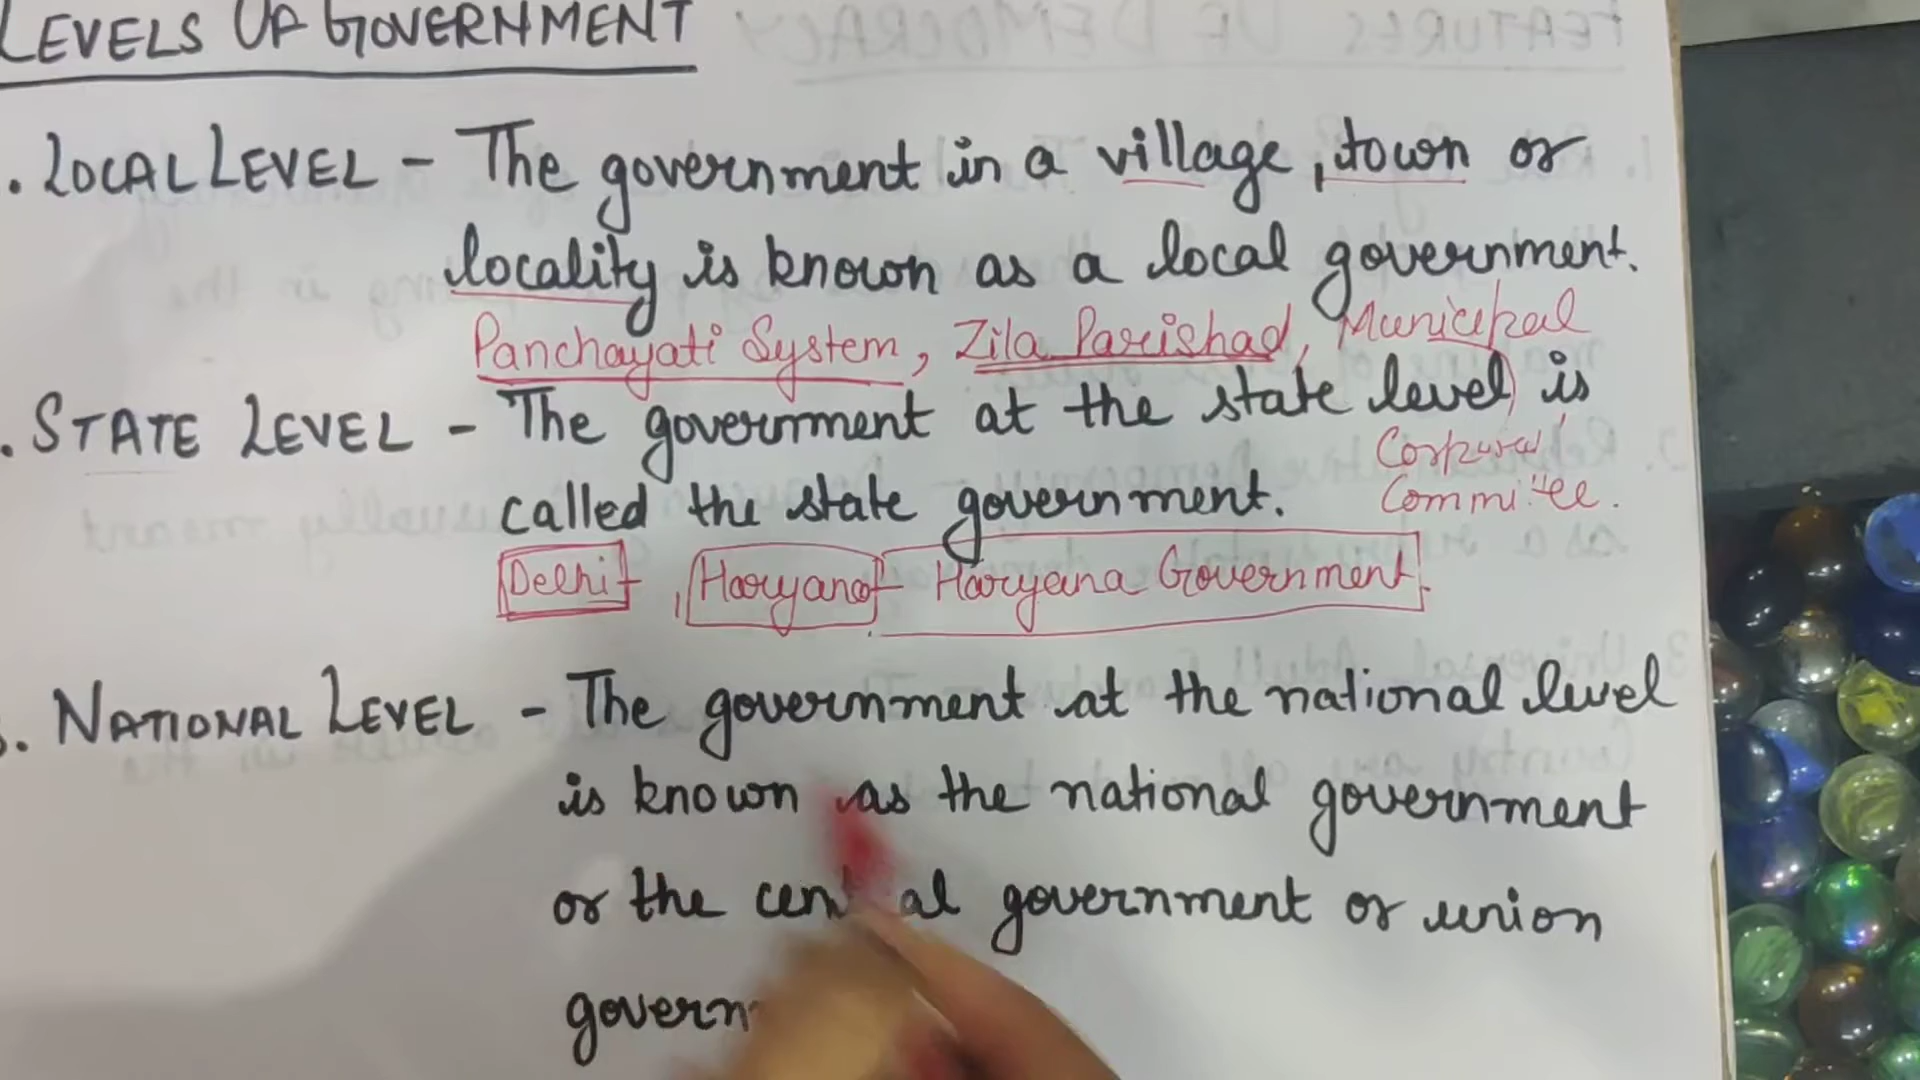 LEVELS OF GOVERNMENT
. LOCAL LEVEL - The government in a village, town or
locality is known as a local government.
Panchayati System, Zila Parishad, Municipal
. STATE LEVEL - The government at the state level is
called the state government.
Committee.
Delhi, Haryana - Haryana Government.
3. NATIONAL LEVEL - The government at the national level
is known as the national government
or the central government or union
govern